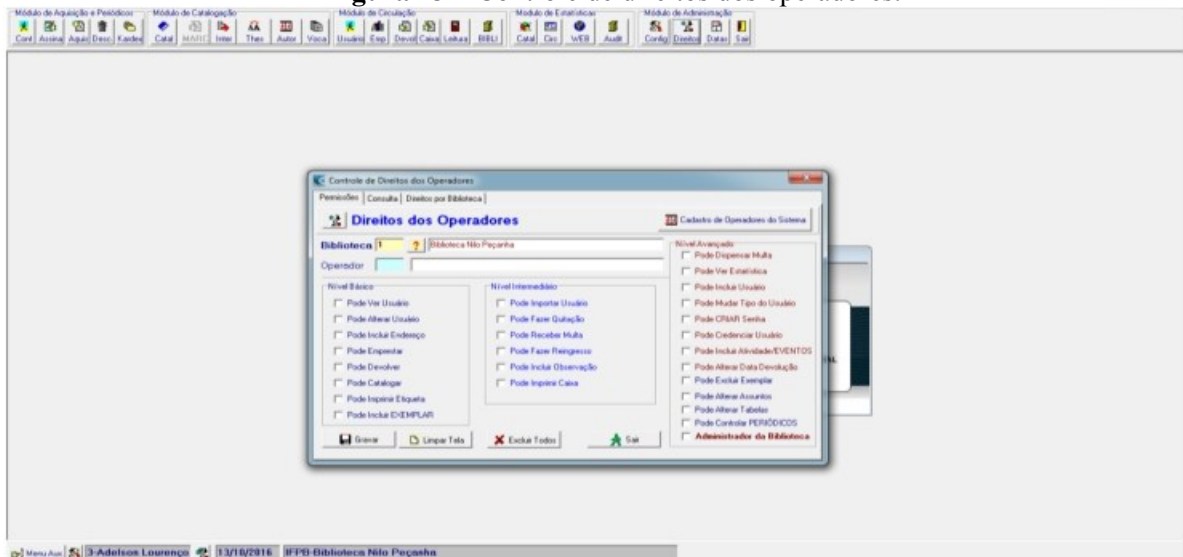 Controle de direitos dos operadores.
Módulo de Aquisição e Periódicos Módulo de Catalogação Módulo de Circulação Módulo de Estatísticas Módulo de Administração
Cont Assina Aquis Desc. Kardex Catal MARC Inter Thes Autor Voca Usuário Emp Devol Caixa Leitura BIBLI Catal Circ WEB Audit Config Direitos Datas Sair
Controle de Direitos dos Operadores
Permissões Consulta Direitos por Biblioteca
Direitos dos Operadores
Cadastro de Operadores do Sistema
Biblioteca 1 ? Biblioteca Nilo Peçanha
Operador
Nível Básico
Pode Ver Usuário
Pode Alterar Usuário
Pode Incluir Endereço
Pode Emprestar
Pode Devolver
Pode Catalogar
Pode Imprimir Etiqueta
Pode Incluir EXEMPLAR
Nível Intermediário
Pode Importar Usuário
Pode Fazer Quitação
Pode Receber Multa
Pode Fazer Reingresso
Pode Incluir Observação
Pode Imprimir Caixa
Nível Avançado
Pode Dispensar Multa
Pode Ver Estatística
Pode Incluir Usuário
Pode Mudar Tipo do Usuário
Pode CRIAR Senha
Pode Credenciar Usuário
Pode Incluir Atividade/EVENTOS
Pode Alterar Data Devolução
Pode Excluir Exemplar
Pode Alterar Assuntos
Pode Alterar Tabelas
Pode Controlar PERIÓDICOS
Administrador da Biblioteca
Gravar Limpar Tela Excluir Todos Sair
Menu Aux 3-Adelson Lourenço 13/10/2016 IFPB-Biblioteca Nilo Peçanha